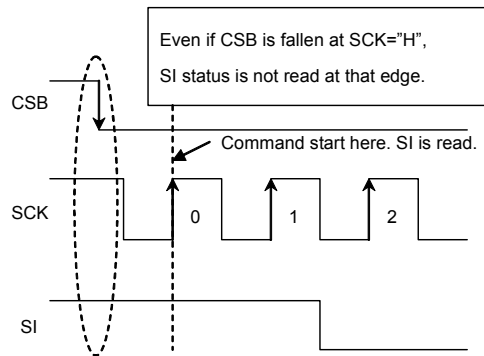 Even if CSB is fallen at SCK=”H”,
SI status is not read at that edge.
CSB
Command start here. SI is read.
SCK
0 1 2
SI